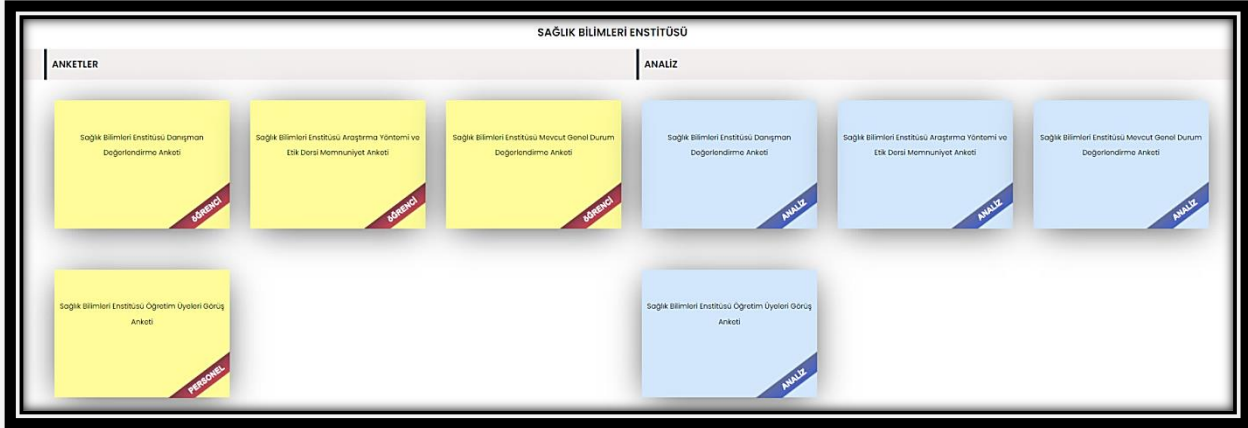 SAĞLIK BİLİMLERİ ENSTİTÜSÜ
ANKETLER
Sağlık Bilimleri Enstitüsü Danışman
Değerlendirme Anketi
ÖĞRENCİ
Sağlık Bilimleri Enstitüsü Araştırma Yöntemi ve
Etik Dersi Memnuniyet Anketi
ÖĞRENCİ
Sağlık Bilimleri Enstitüsü Mevcut Genel Durum
Değerlendirme Anketi
ÖĞRENCİ
Sağlık Bilimleri Enstitüsü Öğretim Üyeleri Görüş
Anketi
PERSONEL
ANALİZ
Sağlık Bilimleri Enstitüsü Danışman
Değerlendirme Anketi
ANALİZ
Sağlık Bilimleri Enstitüsü Araştırma Yöntemi ve
Etik Dersi Memnuniyet Anketi
ANALİZ
Sağlık Bilimleri Enstitüsü Mevcut Genel Durum
Değerlendirme Anketi
ANALİZ
Sağlık Bilimleri Enstitüsü Öğretim Üyeleri Görüş
Anketi
ANALİZ